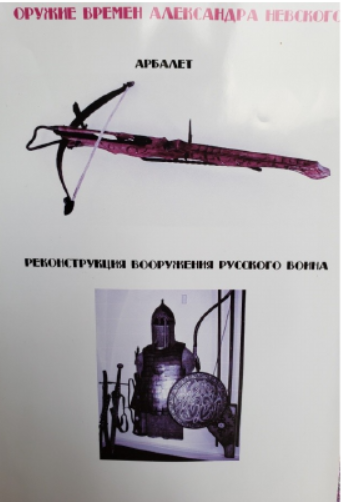 ОРУЖИЕ ВРЕМЕН АЛЕКСАНДРА НЕВСКОГО
АРБАЛЕТ
РЕКОНСТРУКЦИЯ ВООРУЖЕНИЯ РУССКОГО ВОИНА